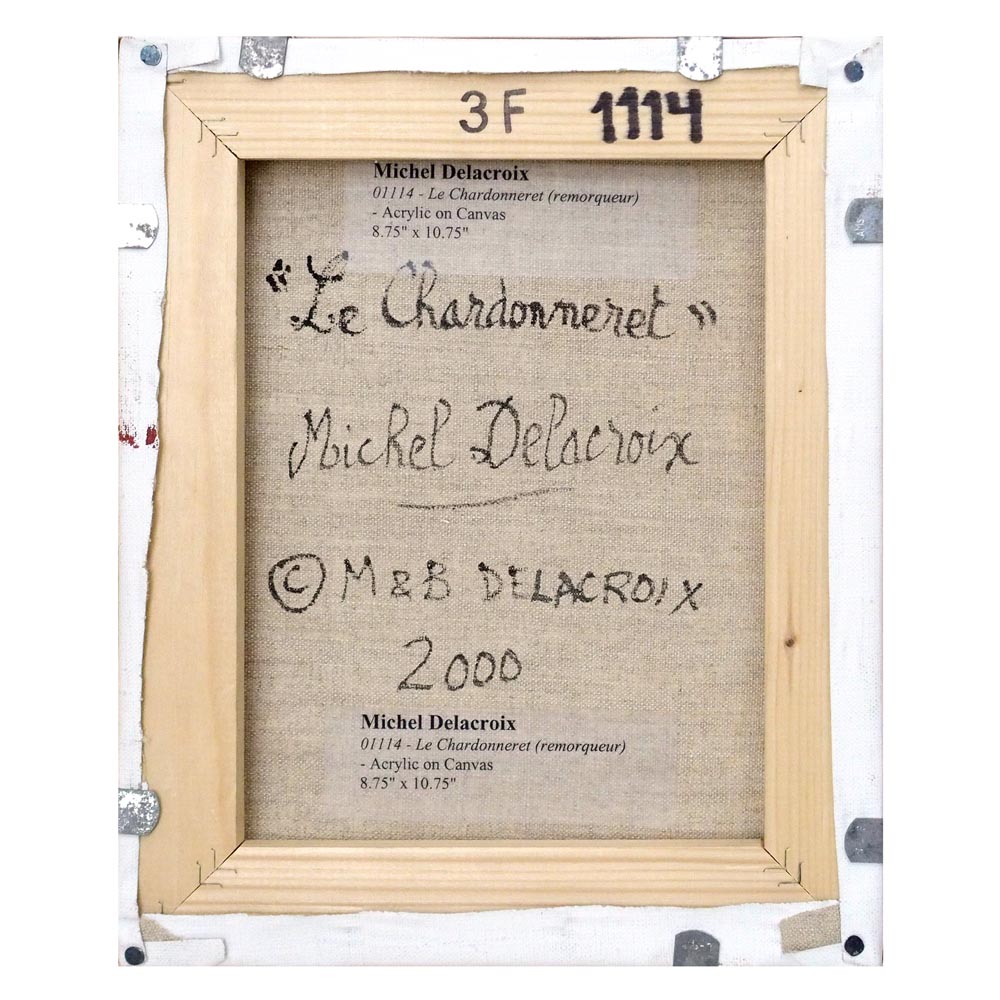 3F 1114
Michel Delacroix
01114 - Le Chardonneret (remorqueur)
- Acrylic on Canvas
8.75" x 10.75"
"Le Chardonneret"
Michel Delacroix
© M & B DELACROIX
2000
Michel Delacroix
01114 - Le Chardonneret (remorqueur)
- Acrylic on Canvas
8.75" x 10.75"